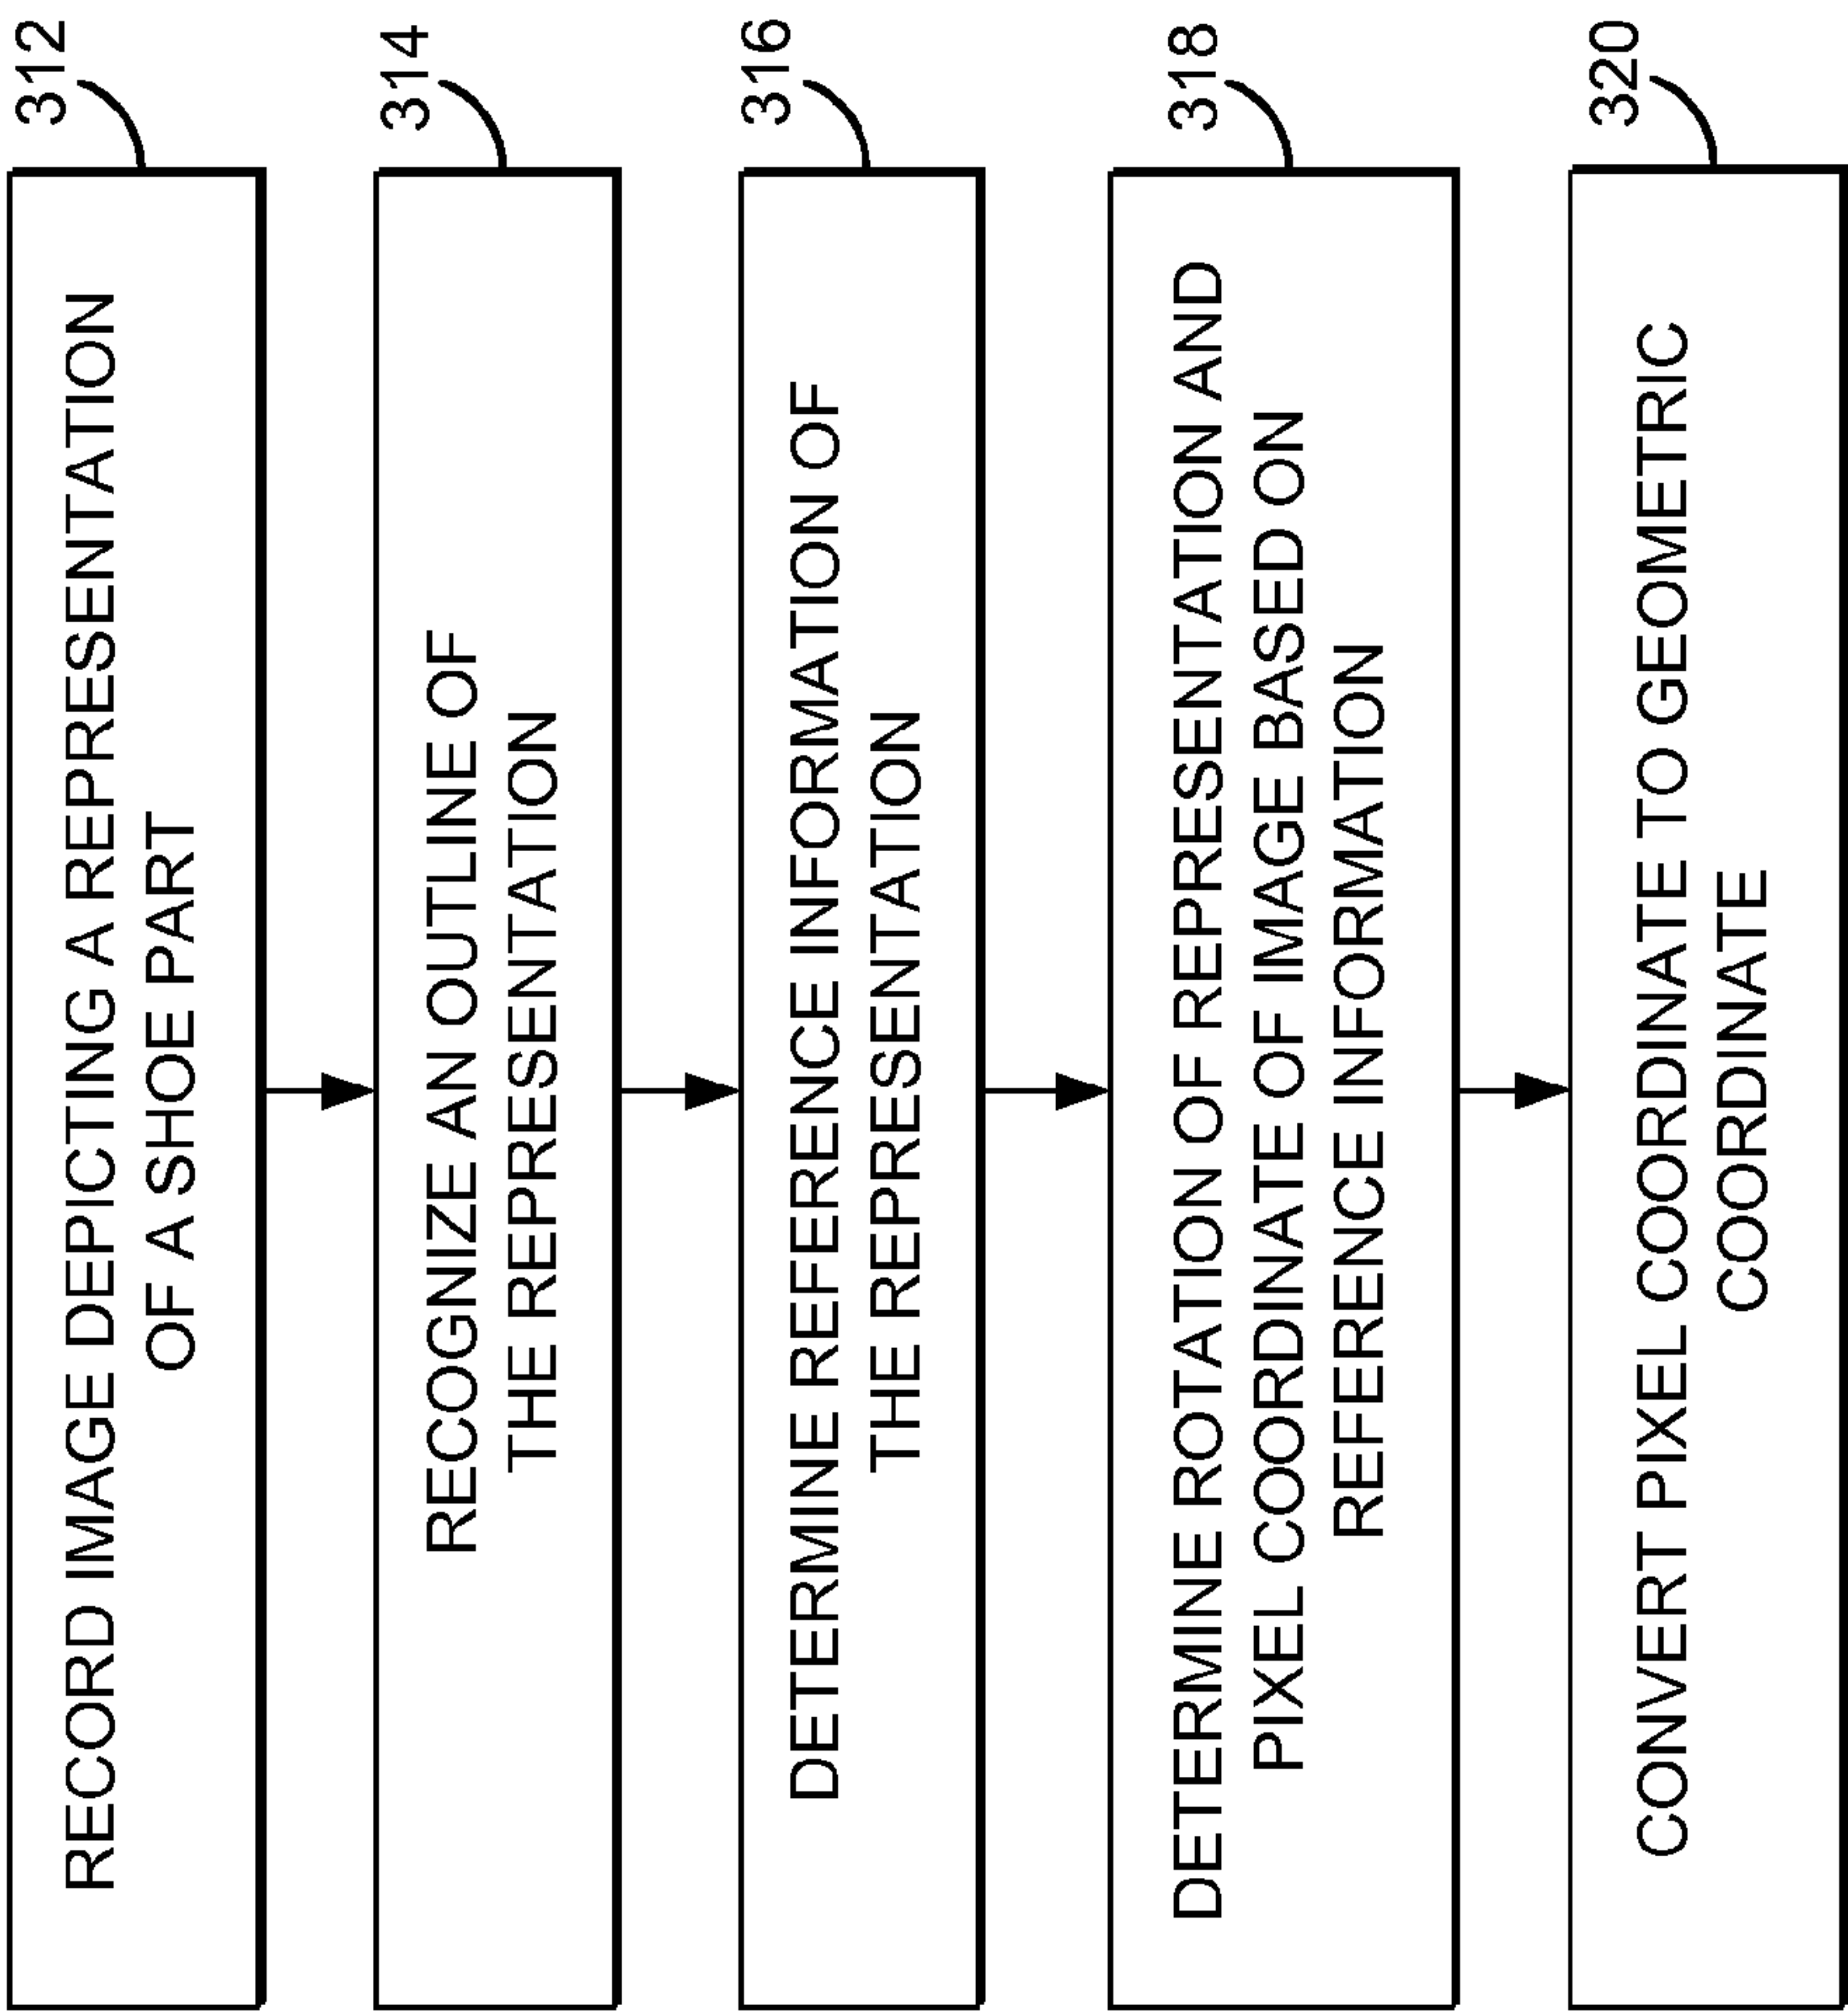 312
RECORD IMAGE DEPICTING A REPRESENTATION
OF A SHOE PART
314
RECOGNIZE AN OUTLINE OF
THE REPRESENTATION
316
DETERMINE REFERENCE INFORMATION OF
THE REPRESENTATION
318
DETERMINE ROTATION OF REPRESENTATION AND
PIXEL COORDINATE OF IMAGE BASED ON
REFERENCE INFORMATION
320
CONVERT PIXEL COORDINATE TO GEOMETRIC
COORDINATE